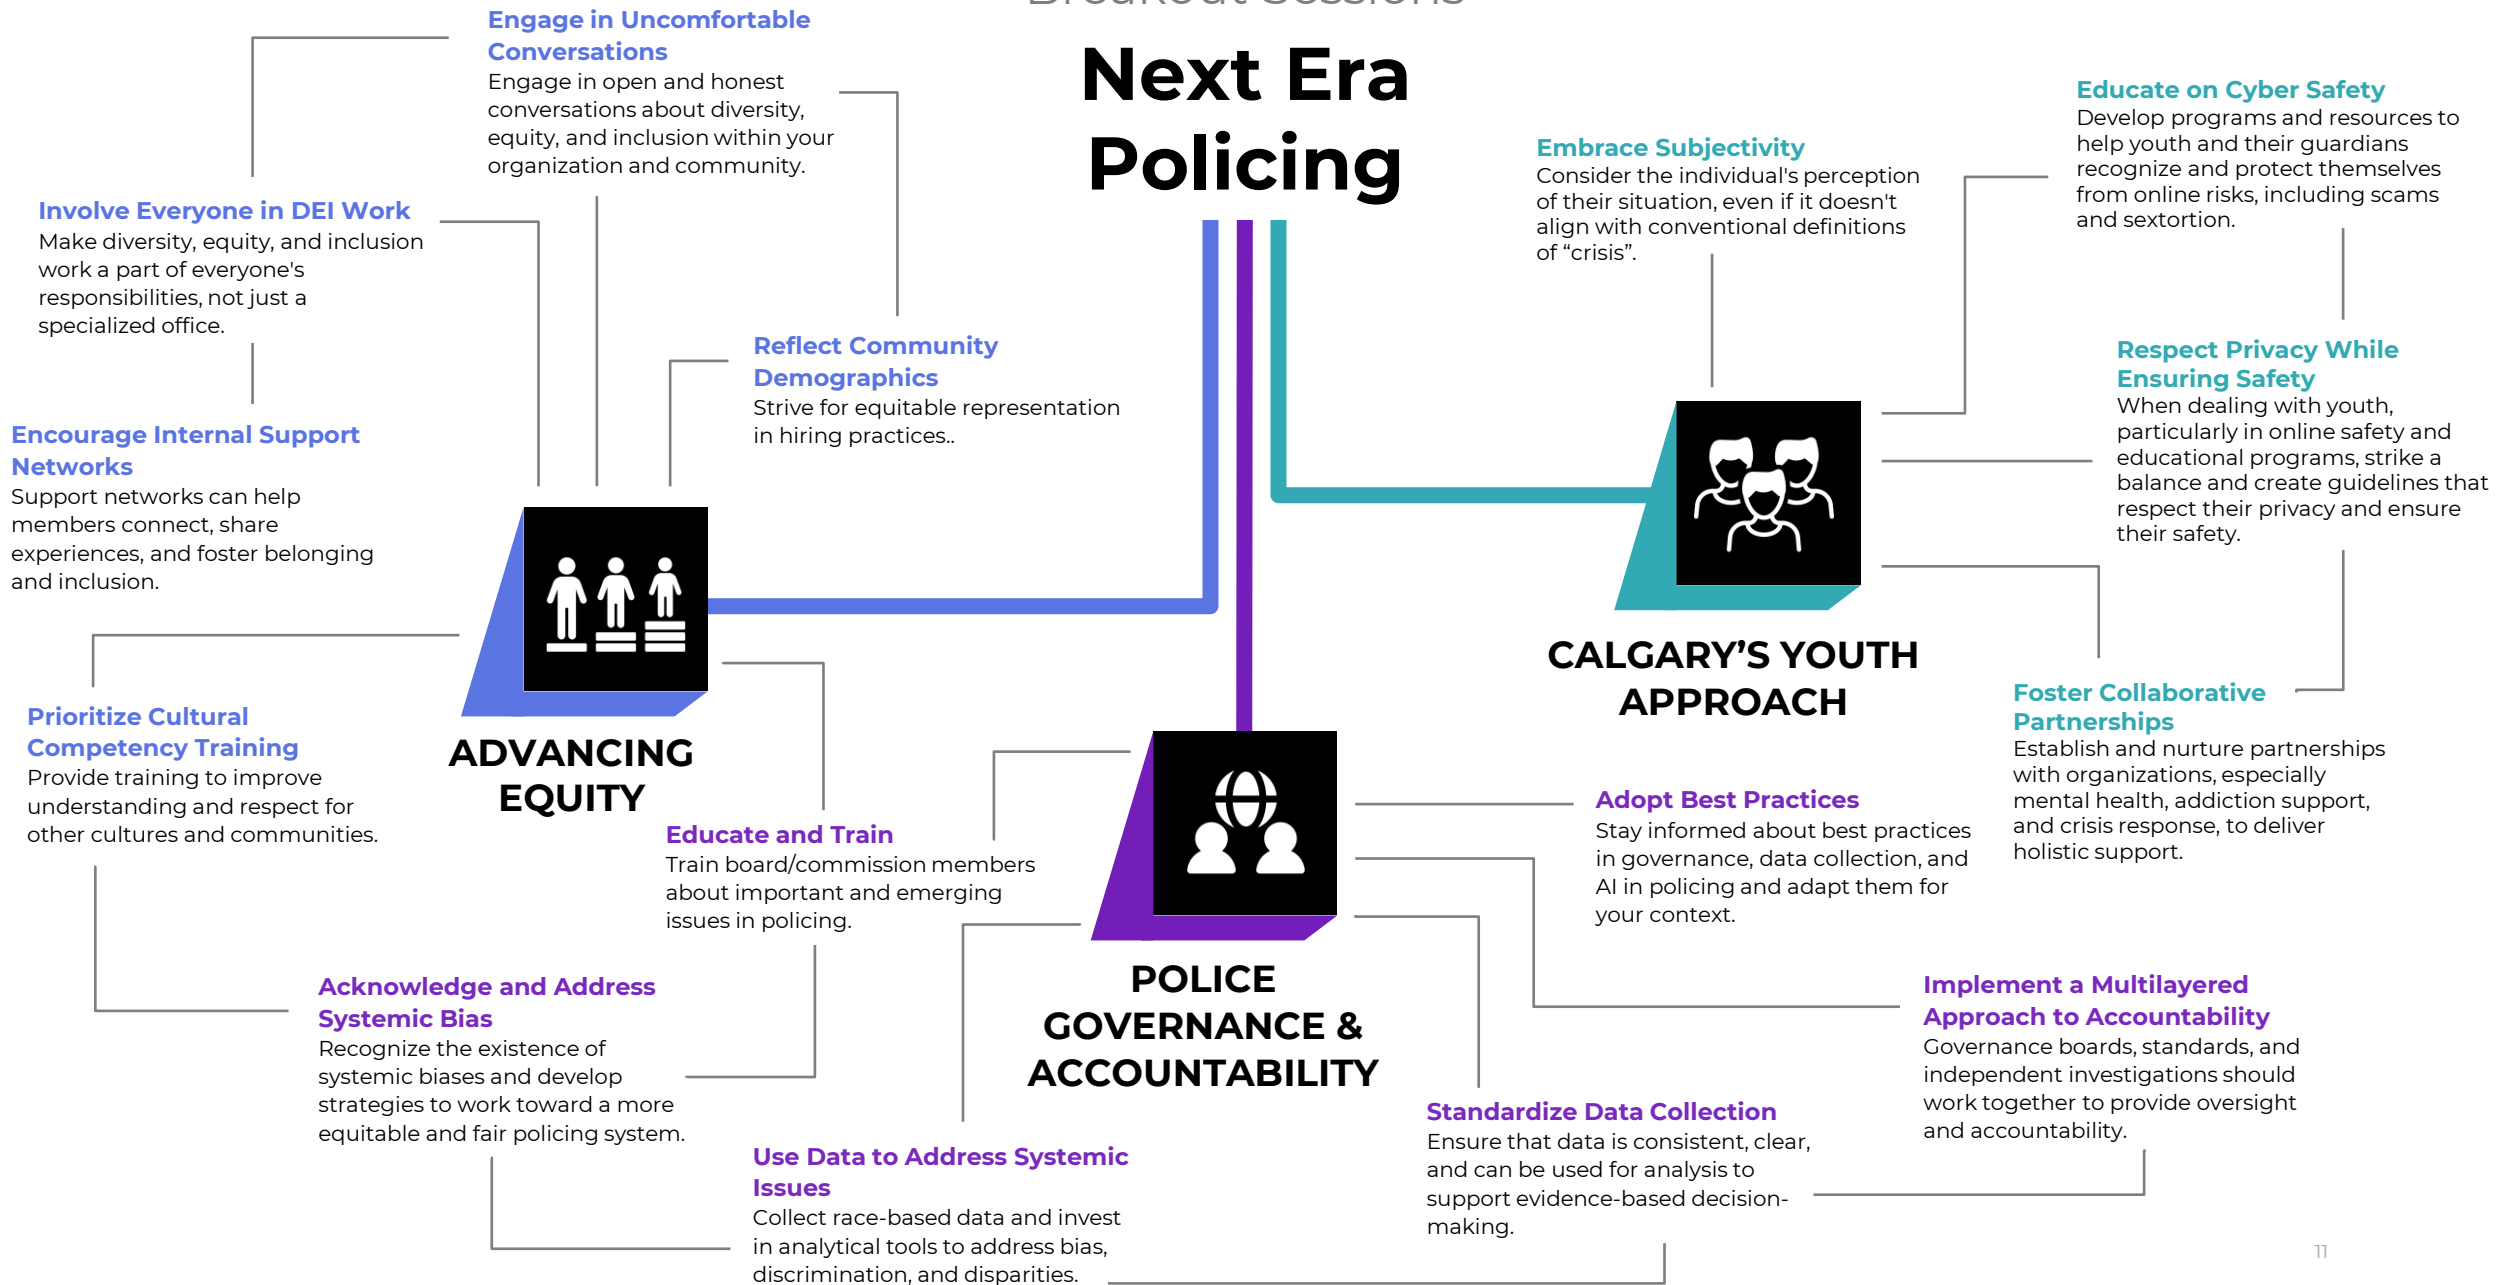 Breakout Sessions
Next Era
Policing
Engage in Uncomfortable
Conversations
Engage in open and honest
conversations about diversity,
equity, and inclusion within your
organization and community.
Involve Everyone in DEI Work
Make diversity, equity, and inclusion
work a part of everyone's
responsibilities, not just a
specialized office.
Reflect Community
Demographics
Strive for equitable representation
in hiring practices..
Encourage Internal Support
Networks
Support networks can help
members connect, share
experiences, and foster belonging
and inclusion.
Prioritize Cultural
Competency Training
Provide training to improve
understanding and respect for
other cultures and communities.
ADVANCING
EQUITY
Embrace Subjectivity
Consider the individual's perception
of their situation, even if it doesn't
align with conventional definitions
of “crisis”.
Educate on Cyber Safety
Develop programs and resources to
help youth and their guardians
recognize and protect themselves
from online risks, including scams
and sextortion.
Respect Privacy While
Ensuring Safety
When dealing with youth,
particularly in online safety and
educational programs, strike a
balance and create guidelines that
respect their privacy and ensure
their safety.
CALGARY’S YOUTH
APPROACH
Foster Collaborative
Partnerships
Establish and nurture partnerships
with organizations, especially
mental health, addiction support,
and crisis response, to deliver
holistic support.
Educate and Train
Train board/commission members
about important and emerging
issues in policing.
Adopt Best Practices
Stay informed about best practices
in governance, data collection, and
AI in policing and adapt them for
your context.
POLICE
GOVERNANCE &
ACCOUNTABILITY
Acknowledge and Address
Systemic Bias
Recognize the existence of
systemic biases and develop
strategies to work toward a more
equitable and fair policing system.
Implement a Multilayered
Approach to Accountability
Governance boards, standards, and
independent investigations should
work together to provide oversight
and accountability.
Use Data to Address Systemic
Issues
Collect race-based data and invest
in analytical tools to address bias,
discrimination, and disparities.
Standardize Data Collection
Ensure that data is consistent, clear,
and can be used for analysis to
support evidence-based decision-
making.
11